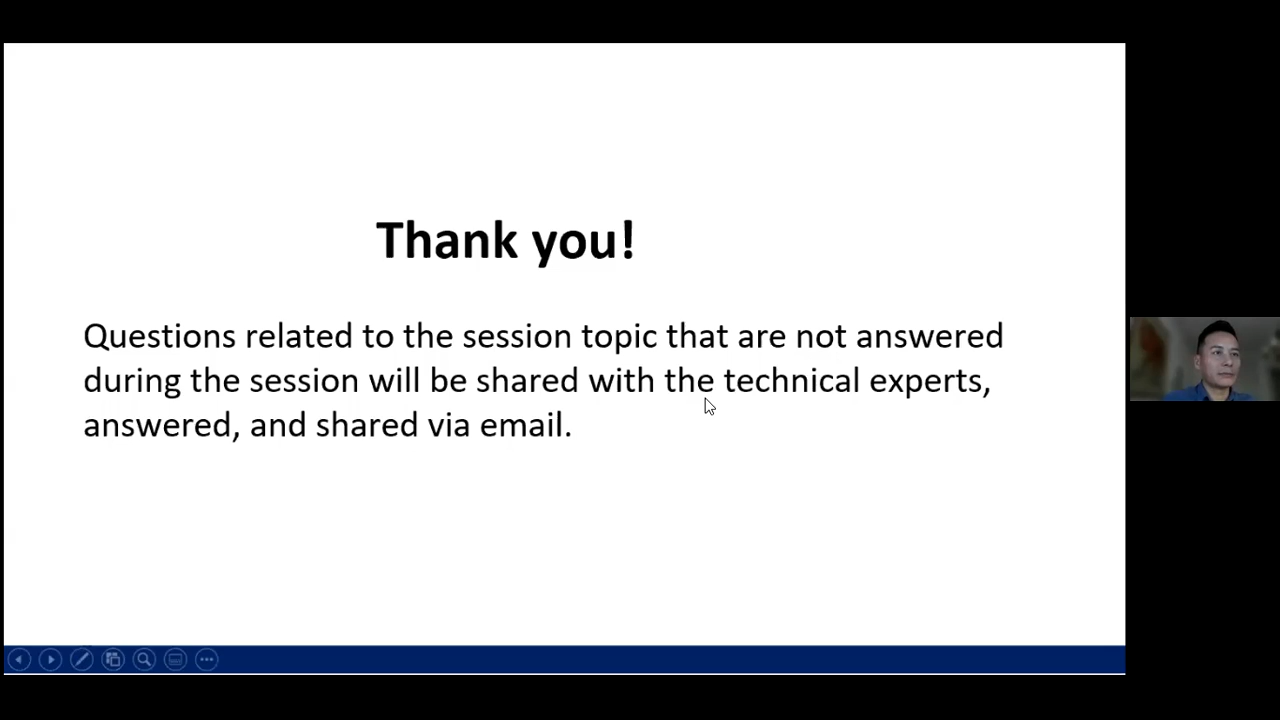 Thank you!
Questions related to the session topic that are not answered
during the session will be shared with the technical experts,
answered, and shared via email.